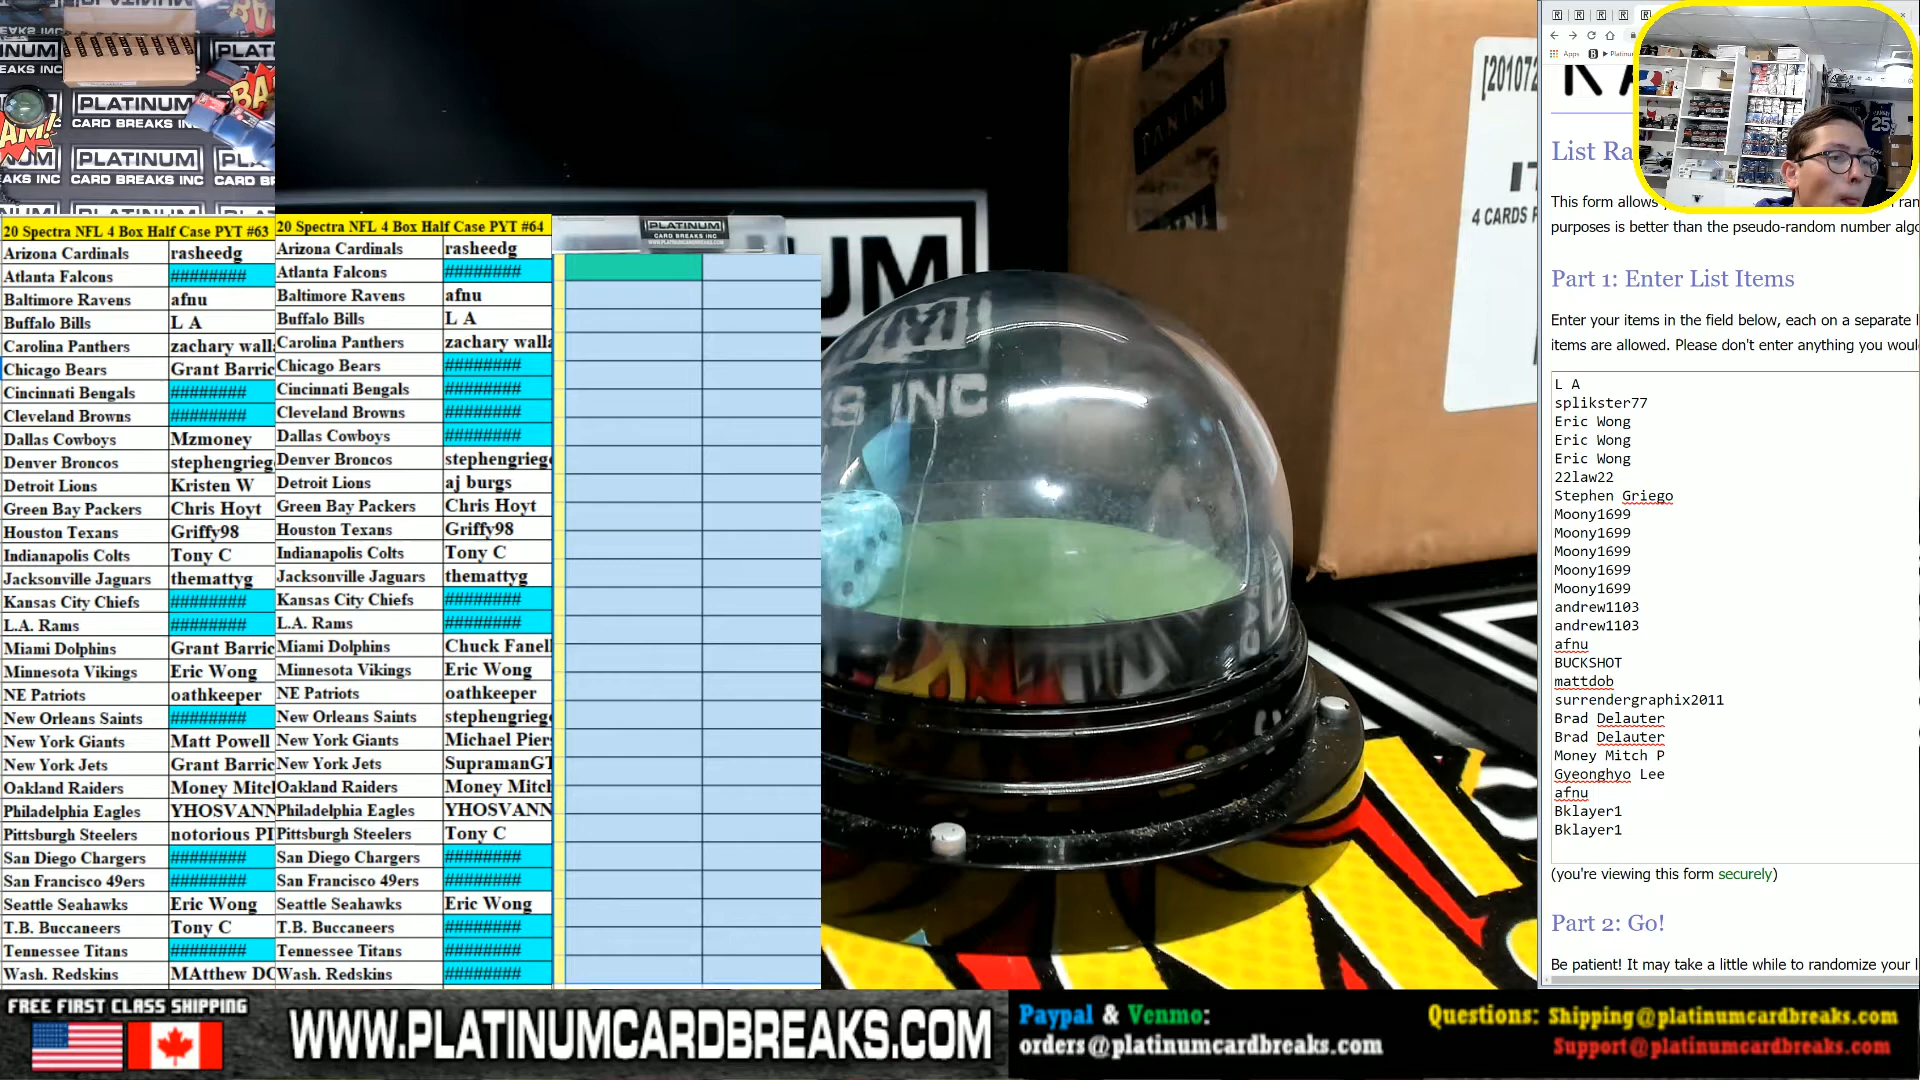 20 Spectra NFL 4 Box Half Case PYT #63
Arizona Cardinals rasheedg
Atlanta Falcons ########
Baltimore Ravens afnu
Buffalo Bills L A
Carolina Panthers zachary wall
Chicago Bears Grant Barric
Cincinnati Bengals ########
Cleveland Browns ########
Dallas Cowboys Mzmoney
Denver Broncos stephengrieg
Detroit Lions Kristen W
Green Bay Packers Chris Hoyt
Houston Texans Griffy98
Indianapolis Colts Tony C
Jacksonville Jaguars themattyg
Kansas City Chiefs ########
L.A. Rams ########
Miami Dolphins Grant Barric
Minnesota Vikings Eric Wong
NE Patriots oathkeeper
New Orleans Saints ########
New York Giants Matt Powell
New York Jets Grant Barric
Oakland Raiders Money Mitcl
Philadelphia Eagles YHOSVANN
Pittsburgh Steelers notorious PI
San Diego Chargers ########
San Francisco 49ers ########
Seattle Seahawks Eric Wong
T.B. Buccaneers Tony C
Tennessee Titans ########
Wash. Redskins MAtthew DC
20 Spectra NFL 4 Box Half Case PYT #64
Arizona Cardinals rasheedg
Atlanta Falcons ########
Baltimore Ravens afnu
Buffalo Bills L A
Carolina Panthers zachary walla
Chicago Bears ########
Cincinnati Bengals ########
Cleveland Browns ########
Dallas Cowboys ########
Denver Broncos stephengriego
Detroit Lions aj burgs
Green Bay Packers Chris Hoyt
Houston Texans Griffy98
Indianapolis Colts Tony C
Jacksonville Jaguars themattyg
Kansas City Chiefs ########
L.A. Rams ########
Miami Dolphins Chuck Fanel
Minnesota Vikings Eric Wong
NE Patriots oathkeeper
New Orleans Saints stephengriego
New York Giants Michael Piers
New York Jets SupramanGT
Oakland Raiders Money Mitch
Philadelphia Eagles YHOSVANN
Pittsburgh Steelers Tony C
San Diego Chargers ########
San Francisco 49ers ########
Seattle Seahawks Eric Wong
T.B. Buccaneers ########
Tennessee Titans ########
Wash. Redskins ########
PLATINUM
CARD BREAKS INC
PLATINUM
CARD BREAKS INC
PANINI
[201072
4 CARDS P
Apps
List Ra
This form allows
purposes is better than the pseudo-random number algo
Part 1: Enter List Items
Enter your items in the field below, each on a separate l
items are allowed. Please don't enter anything you woul
L A
splikster77
Eric Wong
Eric Wong
Eric Wong
22law22
Stephen Griego
Moony1699
Moony1699
Moony1699
Moony1699
Moony1699
andrew1103
andrew1103
afnu
BUCKSHOT
mattdob
surrendergraphix2011
Brad Delauter
Brad Delauter
Money Mitch P
Gyeonghyo Lee
afnu
Bklayer1
Bklayer1
(you're viewing this form securely)
Part 2: Go!
Be patient! It may take a little while to randomize your l
FREE FIRST CLASS SHIPPING
WWW.PLATINUMCARDBREAKS.COM
Paypal & Venmo:
orders@platinumcardbreaks.com
Questions: Shipping@platinumcardbreaks.com
Support@platinumcardbreaks.com